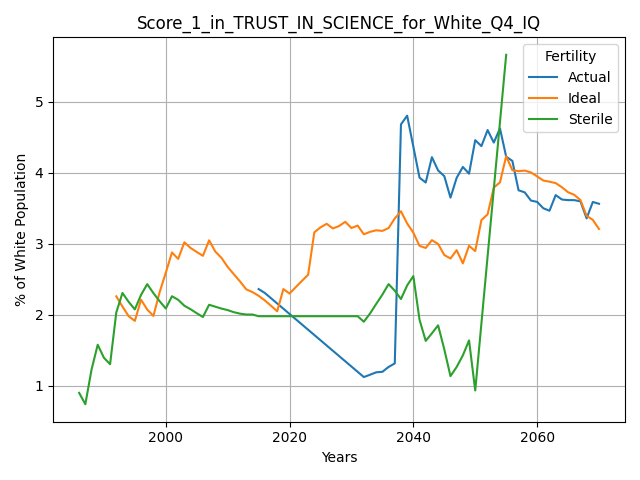 Score_1_in_TRUST_IN_SCIENCE_for_White_Q4_IQ
Fertility
Actual
Ideal
Sterile
% of White Population
5
4
3
2
1
2000 2020 2040 2060
Years